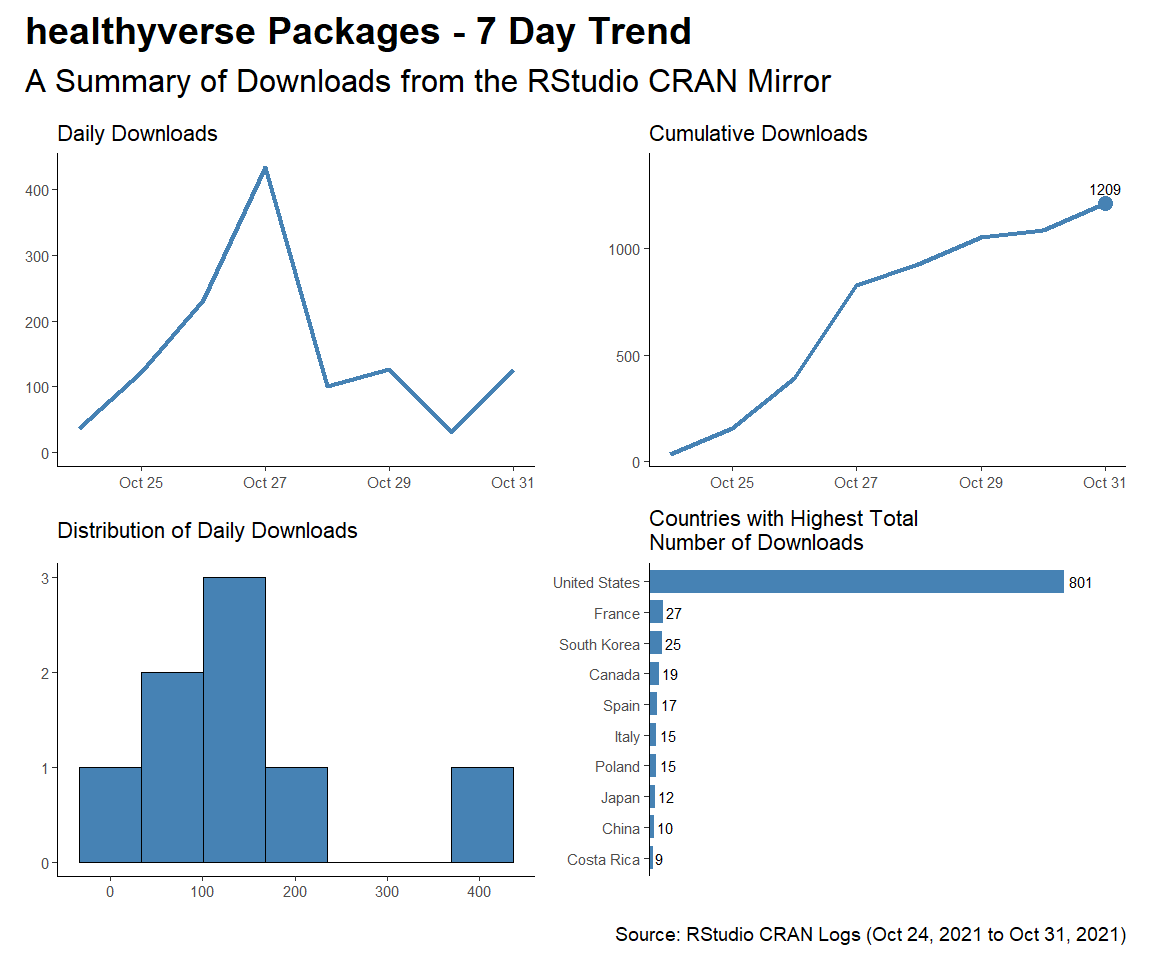 healthyverse Packages - 7 Day Trend
A Summary of Downloads from the RStudio CRAN Mirror
Daily Downloads
400
300
200
100
0
Oct 25
Oct 27
Oct 29
Oct 31
Cumulative Downloads
1209
1000
500
0
Oct 25
Oct 27
Oct 29
Oct 31
Distribution of Daily Downloads
3
2
1
0
0
100
200
300
400
Countries with Highest Total
Number of Downloads
United States 801
France 27
South Korea 25
Canada 19
Spain 17
Italy 15
Poland 15
Japan 12
China 10
Costa Rica 9
Source: RStudio CRAN Logs (Oct 24, 2021 to Oct 31, 2021)